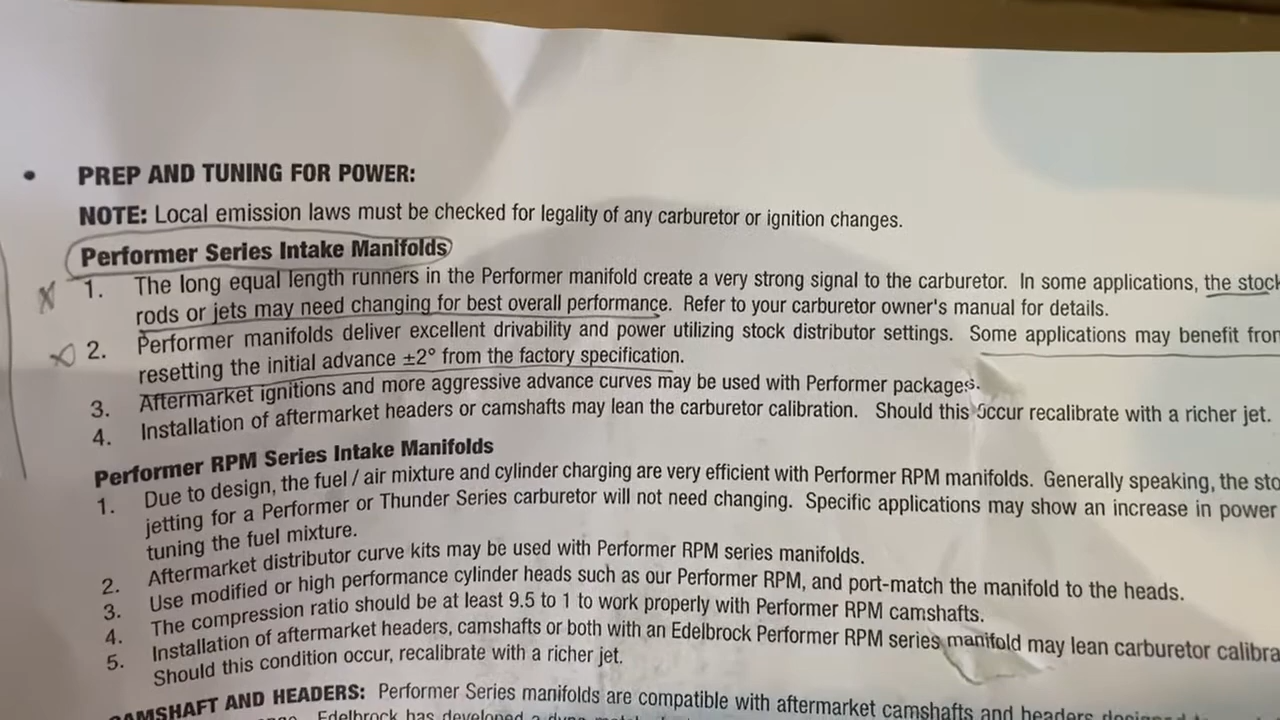 • PREP AND TUNING FOR POWER:
NOTE: Local emission laws must be checked for legality of any carburetor or ignition changes.
Performer Series Intake Manifolds
1. The long equal length runners in the Performer manifold create a very strong signal to the carburetor. In some applications, the stock
rods or jets may need changing for best overall performance. Refer to your carburetor owner's manual for details.
2. Performer manifolds deliver excellent drivability and power utilizing stock distributor settings. Some applications may benefit from
resetting the initial advance ±2° from the factory specification.
3. Aftermarket ignitions and more aggressive advance curves may be used with Performer packages.
4. Installation of aftermarket headers or camshafts may lean the carburetor calibration. Should this occur recalibrate with a richer jet.
Performer RPM Series Intake Manifolds
1. Due to design, the fuel / air mixture and cylinder charging are very efficient with Performer RPM manifolds. Generally speaking, the sto
jetting for a Performer or Thunder Series carburetor will not need changing. Specific applications may show an increase in power
tuning the fuel mixture.
2. Aftermarket distributor curve kits may be used with Performer RPM series manifolds.
3. Use modified or high performance cylinder heads such as our Performer RPM, and port-match the manifold to the heads.
4. The compression ratio should be at least 9.5 to 1 to work properly with Performer RPM camshafts.
5. Installation of aftermarket headers, camshafts or both with an Edelbrock Performer RPM series manifold may lean carburetor calibra
Should this condition occur, recalibrate with a richer jet.
CAMSHAFT AND HEADERS: Performer Series manifolds are compatible with aftermarket camshafts and headers
Edelbrock has developed a